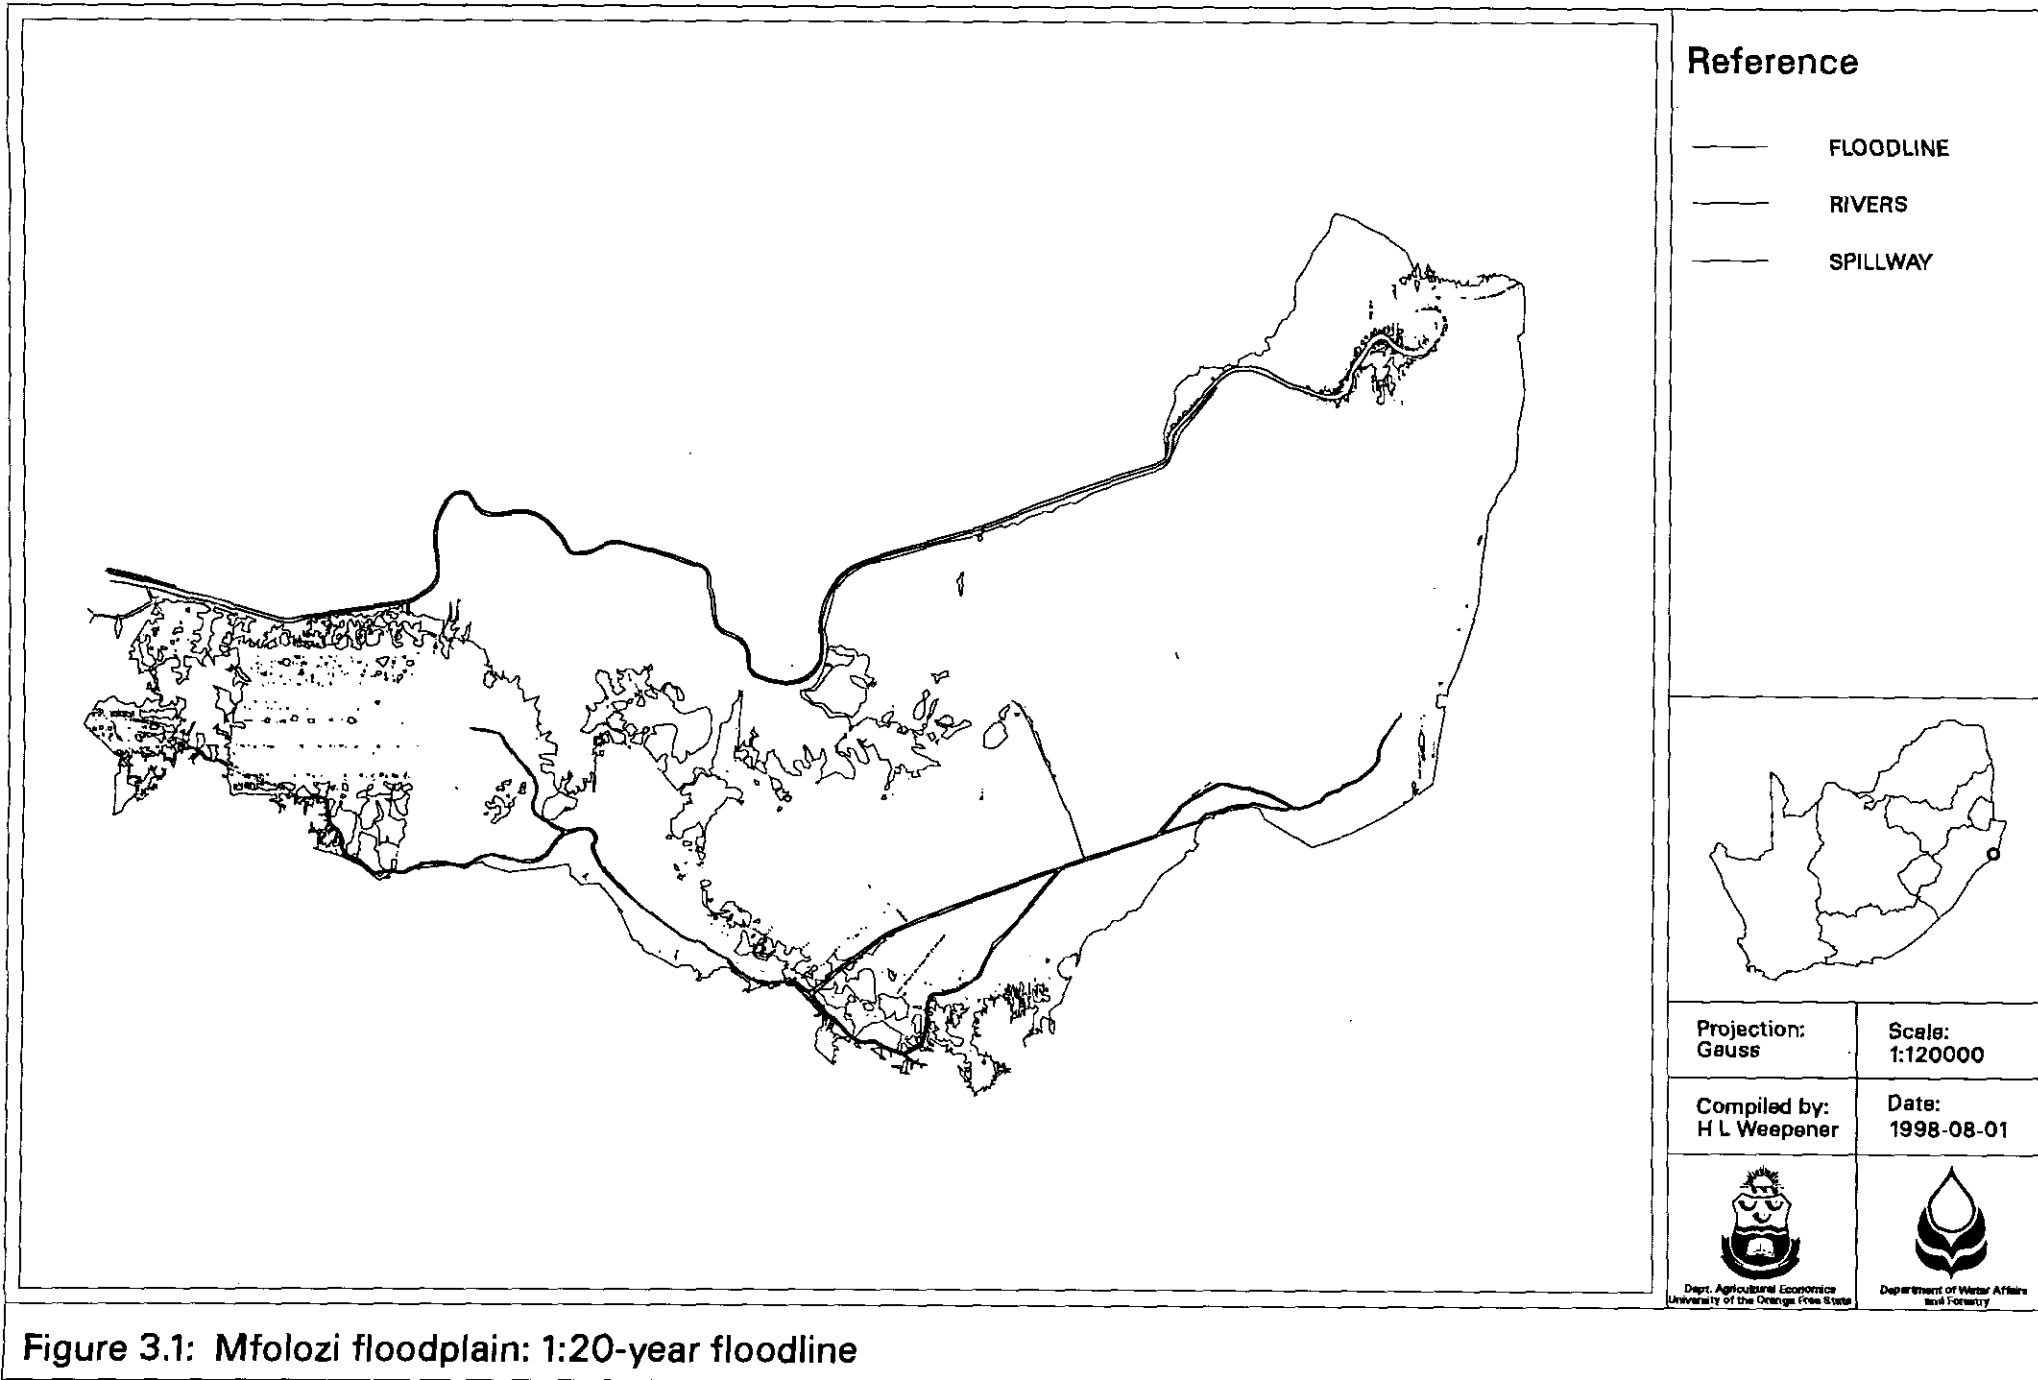 Reference
FLOODLINE
RIVERS
SPILLWAY
Projection:
Gauss
Scale:
1:120000
Compiled by:
H L Weepener
Date:
1998-08-01
Dept. Agricultural Economics
University of the Orange Free State
Department of Water Affairs
and Forestry
Figure 3.1: Mfolozi floodplain: 1:20-year floodline